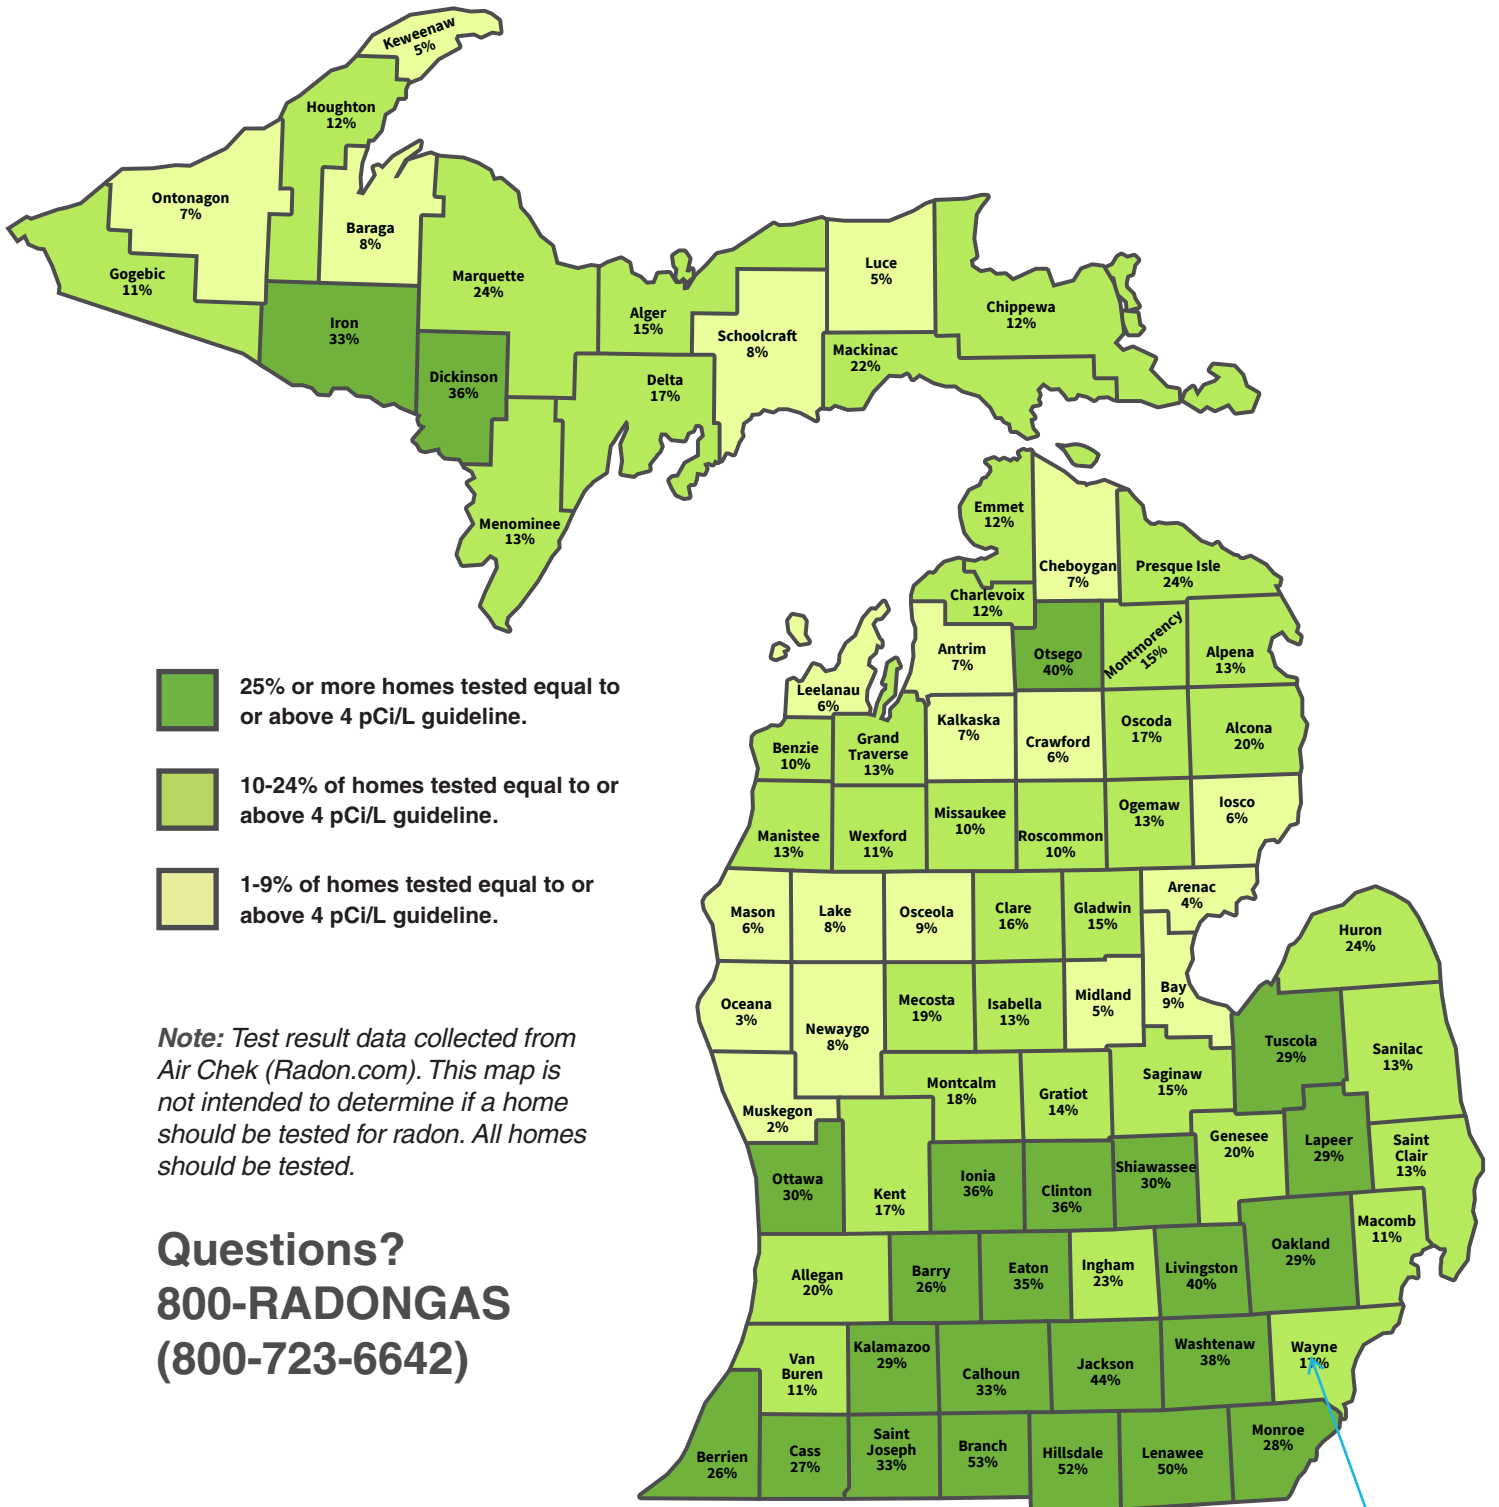 Keweenaw
5%
Houghton
12%
Ontonagon
7%
Baraga
8%
Gogebic
11%
Marquette
24%
Iron
33%
Dickinson
36%
Alger
15%
Schoolcraft
8%
Luce
5%
Chippewa
12%
Mackinac
22%
Delta
17%
Menominee
13%
Emmet
12%
Cheboygan
7%
Presque Isle
24%
Charlevoix
12%
Antrim
7%
Otsego
40%
Montmorency
15%
Alpena
13%
Leelanau
6%
Benzie
10%
Grand
Traverse
13%
Kalkaska
7%
Crawford
6%
Oscoda
17%
Alcona
20%
Manistee
13%
Wexford
11%
Missaukee
10%
Roscommon
10%
Ogemaw
13%
Iosco
6%
Mason
6%
Lake
8%
Osceola
9%
Clare
16%
Gladwin
15%
Arenac
4%
Huron
24%
Oceana
3%
Newaygo
8%
Mecosta
19%
Isabella
13%
Midland
5%
Bay
9%
Tuscola
29%
Sanilac
13%
Muskegon
2%
Montcalm
18%
Gratiot
14%
Saginaw
15%
Genesee
20%
Lapeer
29%
Saint
Clair
13%
Ottawa
30%
Kent
17%
Ionia
36%
Clinton
36%
Shiawassee
30%
Allegan
20%
Barry
26%
Eaton
35%
Ingham
23%
Livingston
40%
Oakland
29%
Macomb
11%
Van
Buren
11%
Kalamazoo
29%
Calhoun
33%
Jackson
44%
Washtenaw
38%
Wayne
Berrien
26%
Cass
27%
Saint
Joseph
33%
Branch
53%
Hillsdale
52%
Lenawee
50%
Monroe
28%
25% or more homes tested equal to
or above 4 pCi/L guideline.
10-24% of homes tested equal to or
above 4 pCi/L guideline.
1-9% of homes tested equal to or
above 4 pCi/L guideline.
Note: Test result data collected from
Air Chek (Radon.com). This map is
not intended to determine if a home
should be tested for radon. All homes
should be tested.
Questions?
800-RADONGAS
(800-723-6642)